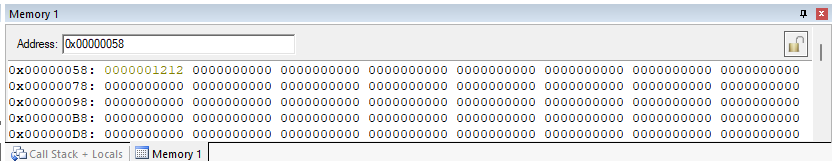 Memory 1
Address: 0x00000058
0x00000058: 0000001212 0000000000 0000000000 0000000000 0000000000 0000000000 0000000000 0000000000
0x00000078: 0000000000 0000000000 0000000000 0000000000 0000000000 0000000000 0000000000 0000000000
0x00000098: 0000000000 0000000000 0000000000 0000000000 0000000000 0000000000 0000000000 0000000000
0x000000B8: 0000000000 0000000000 0000000000 0000000000 0000000000 0000000000 0000000000 0000000000
0x000000D8: 0000000000 0000000000 0000000000 0000000000 0000000000 0000000000 0000000000 0000000000
Call Stack + Locals Memory 1